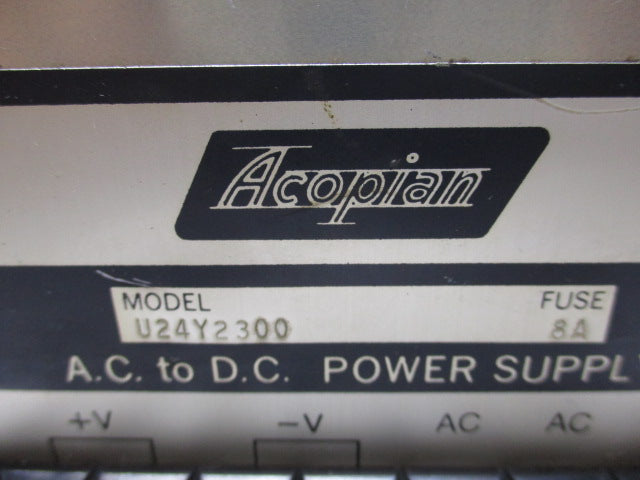 Acopian
MODEL FUSE
U24Y2300 8A
A.C. to D.C. POWER SUPPL
+V -V AC AC